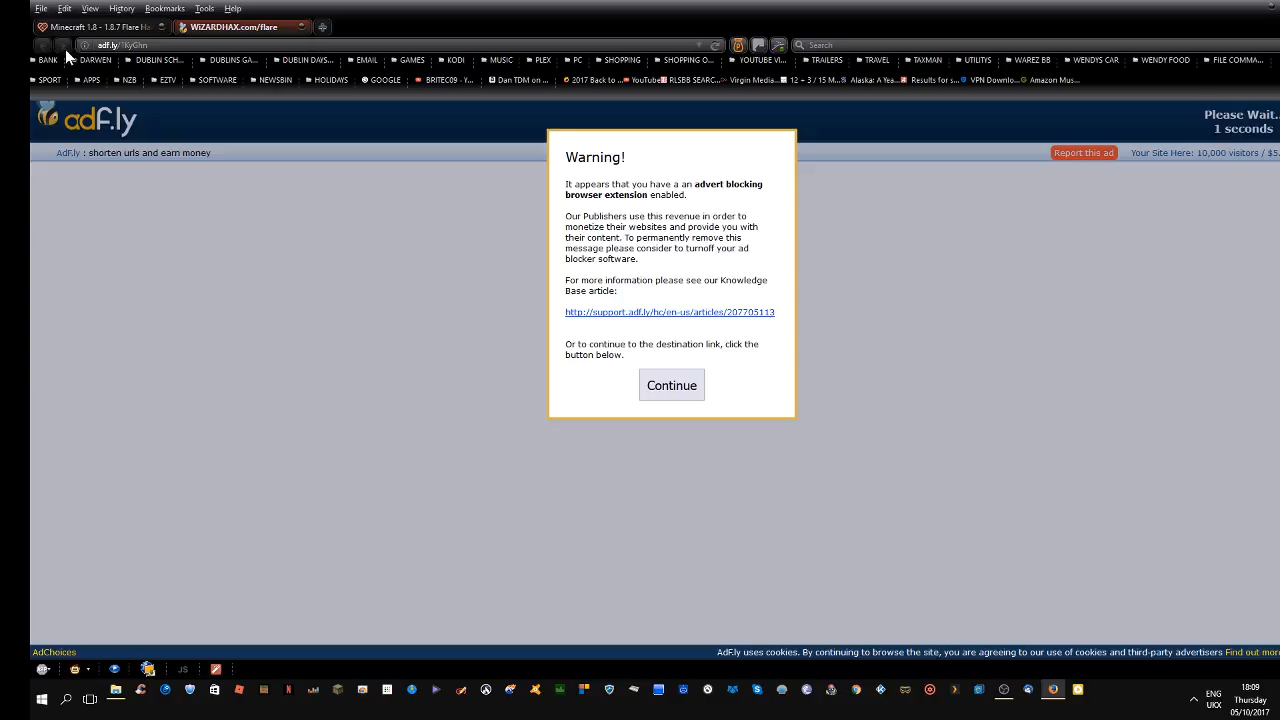 File Edit View History Bookmarks Tools Help
Minecraft 1.8 - 1.8.7 Flare Ha WiZARDHAX.com/flare
adf.ly/?KyGhn Search
BANK DARWEN DUBLIN SCH... DUBLINS GA... DUBLIN DAYS... EMAIL GAMES KODI MUSIC PLEX PC SHOPPING SHOPPING O... YOUTUBE VI... TRAILERS TRAVEL TAXMAN UTILITYS WAREZ BB WENDYS CAR WENDY FOOD FILE COMMA...
SPORT APPS NZB EZTV SOFTWARE NEWSBIN HOLIDAYS GOOGLE BRITEC09 - Y... Dan TDM on ... 2017 Back to ... YouTube RLSBB SEARC... Virgin Media... 12 ÷ 3 / 15 M... Alaska: A Yea... Results for s... VPN Downlo... Amazon Mus...
adf.ly
Please Wait..
1 seconds
AdF.ly : shorten urls and earn money
Report this ad
Your Site Here: 10,000 visitors / $5.
Warning!
It appears that you have a an advert blocking
browser extension enabled.
Our Publishers use this revenue in order to
monetize their websites and provide you with
their content. To permanently remove this
message please consider to turnoff your ad
blocker software.
For more information please see our Knowledge
Base article:
http://support.adf.ly/hc/en-us/articles/207705113
Or to continue to the destination link, click the
button below.
Continue
AdChoices
AdF.ly uses cookies. By continuing to browse the site, you are agreeing to our use of cookies and third-party advertisers Find out mor
JS
ENG
UKX
18:09
Thursday
05/10/2017